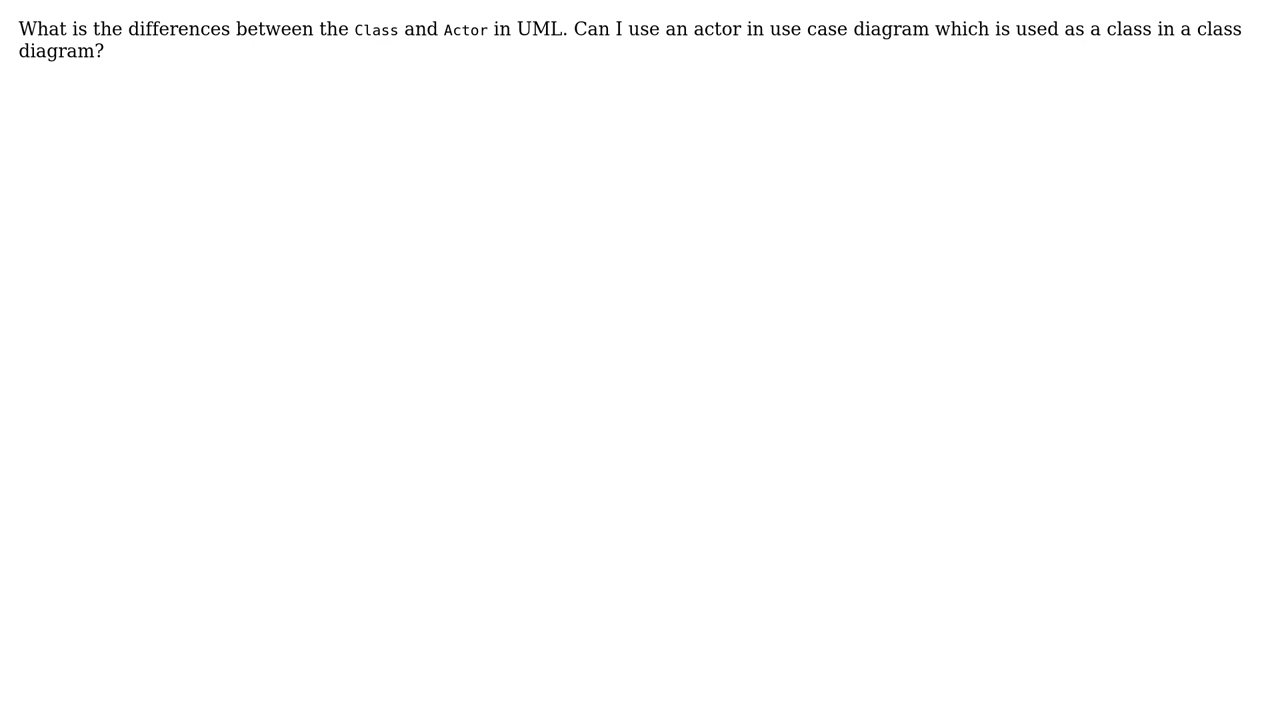 What is the differences between the Class and Actor in UML. Can I use an actor in use case diagram which is used as a class in a class
diagram?